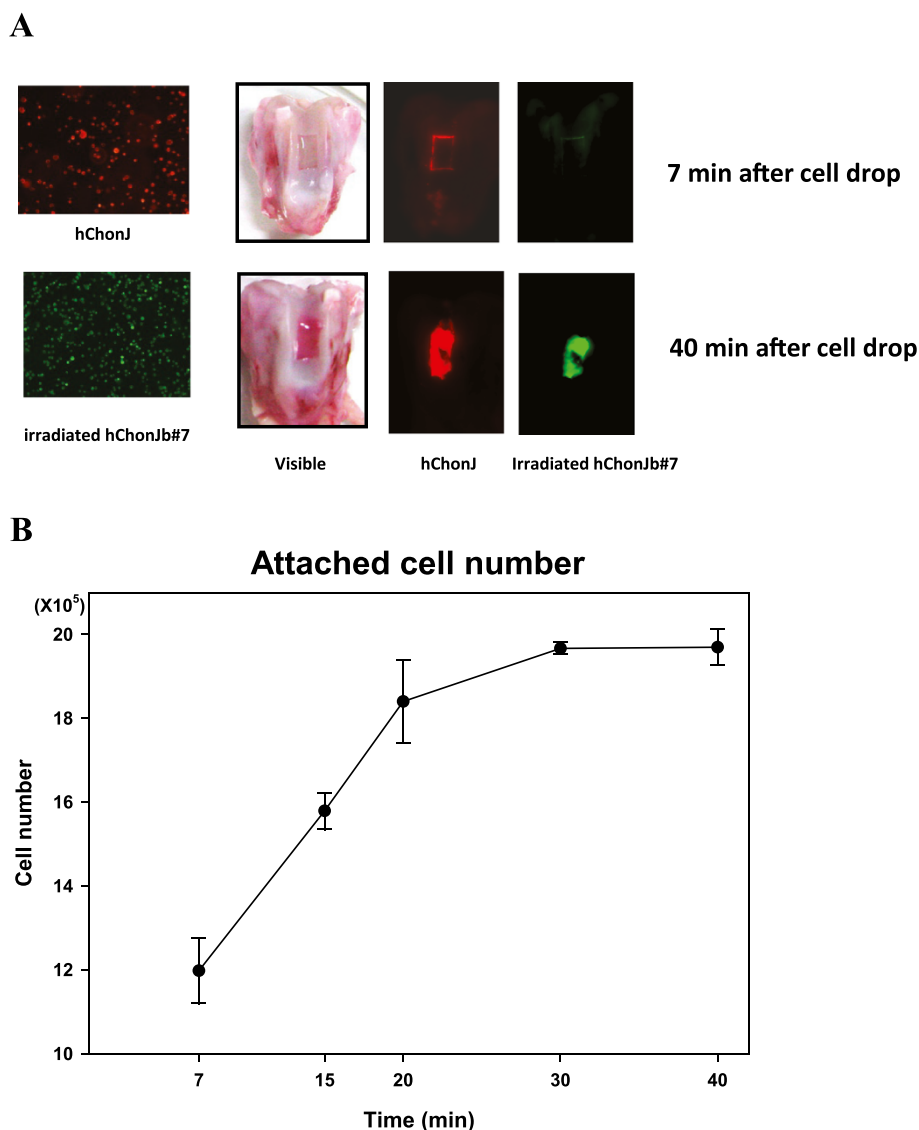 A
hChonJ
7 min after cell drop
irradiated hChonJb#7
40 min after cell drop
Visible
hChonJ
Irradiated hChonJb#7
B
Attached cell number
(X10⁵)
20
18
16
14
12
10
Cell number
7
15
20
30
40
Time (min)